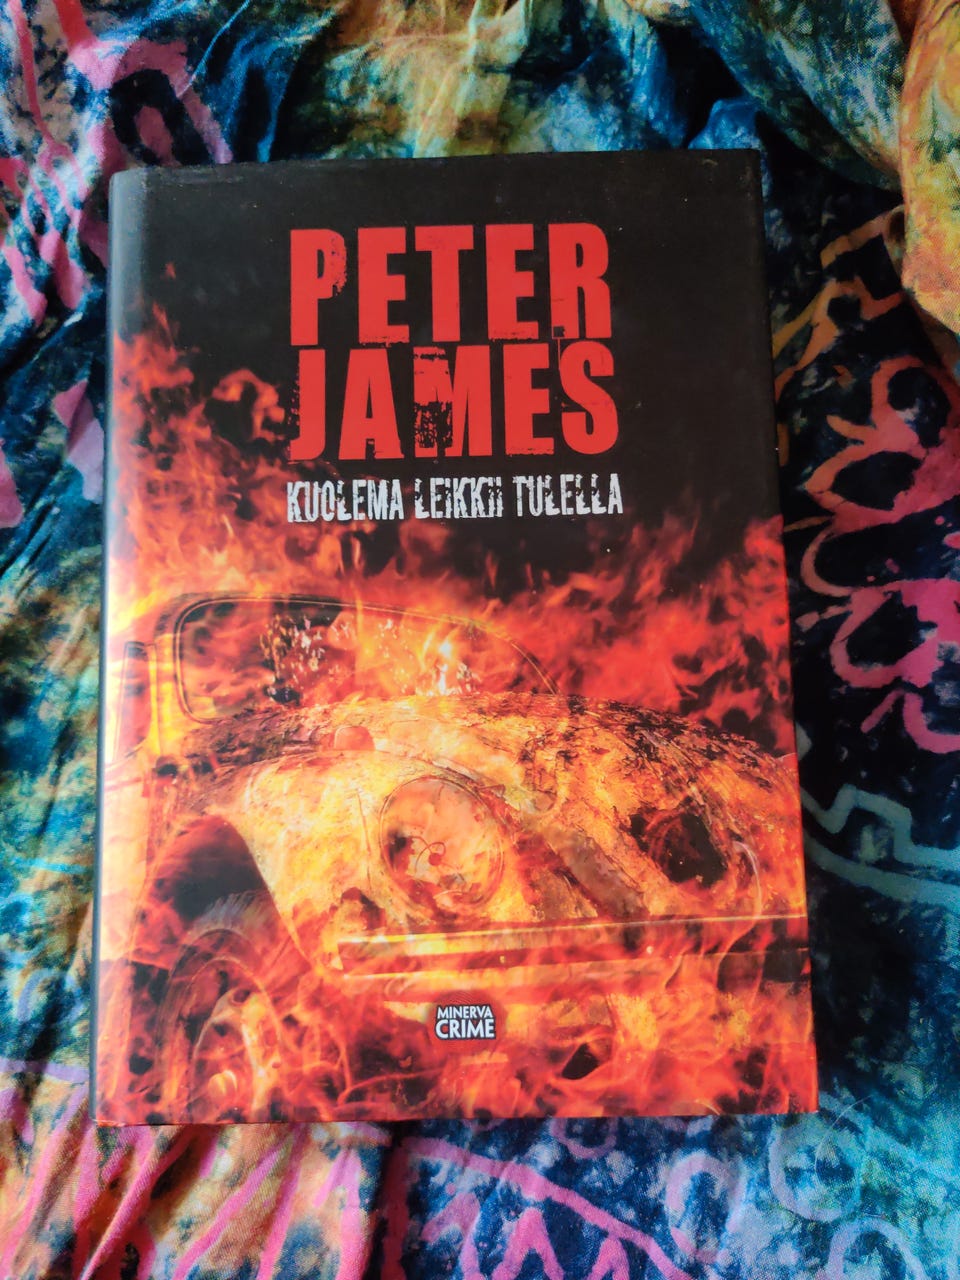 PETER
JAMES
KUOLEMA LEIKKII TULELLA
MINERVA
CRIME